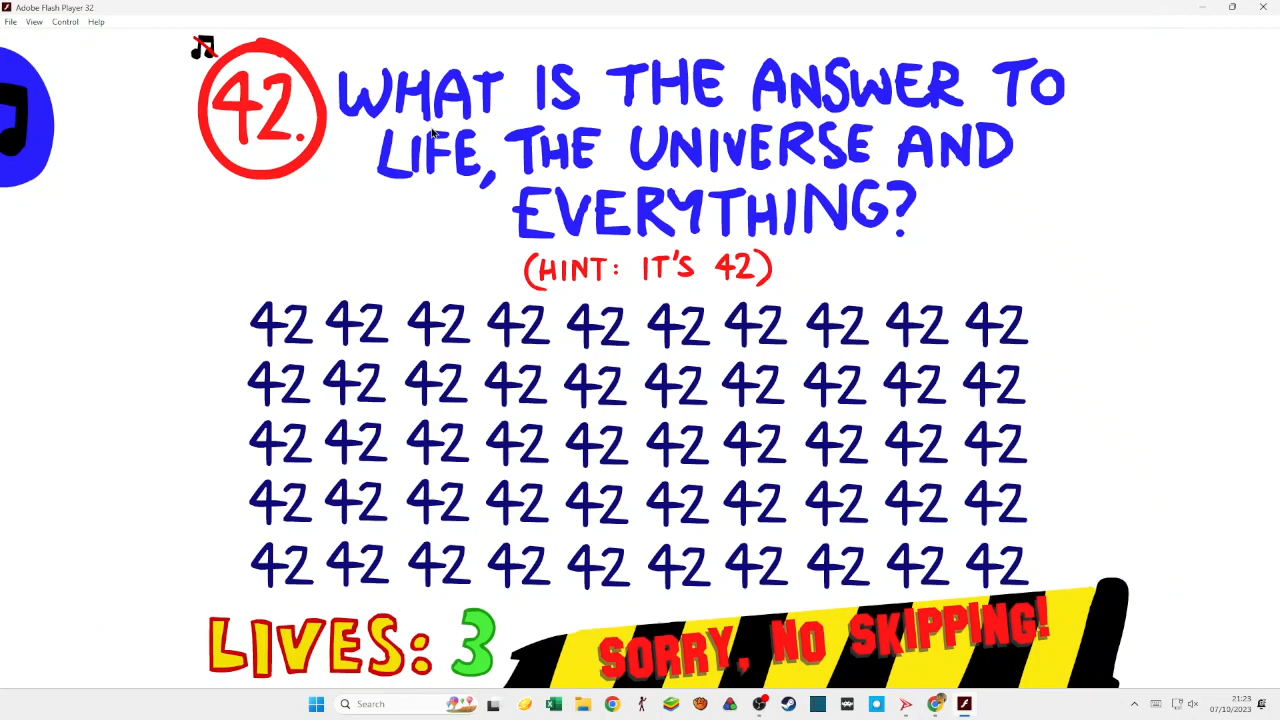 Adobe Flash Player 32
File View Control Help
42. WHAT IS THE ANSWER TO
LIFE, THE UNIVERSE AND
EVERYTHING?
(HINT: IT'S 42)
42 42 42 42 42 42 42 42 42 42
42 42 42 42 42 42 42 42 42 42
42 42 42 42 42 42 42 42 42 42
42 42 42 42 42 42 42 42 42 42
42 42 42 42 42 42 42 42 42 42
LIVES: 3
SORRY, NO SKIPPING!
Search
21:23
07/10/2023